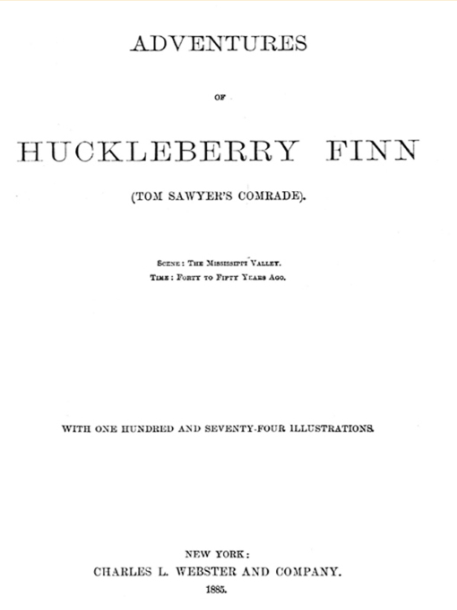 ADVENTURES
OF
HUCKLEBERRY FINN
(TOM SAWYER'S COMRADE).
SCENE: THE MISSISSIPPI VALLEY.
TIME: FORTY TO FIFTY YEARS AGO.
WITH ONE HUNDRED AND SEVENTY-FOUR ILLUSTRATIONS.
NEW YORK:
CHARLES L. WEBSTER AND COMPANY.
1885.